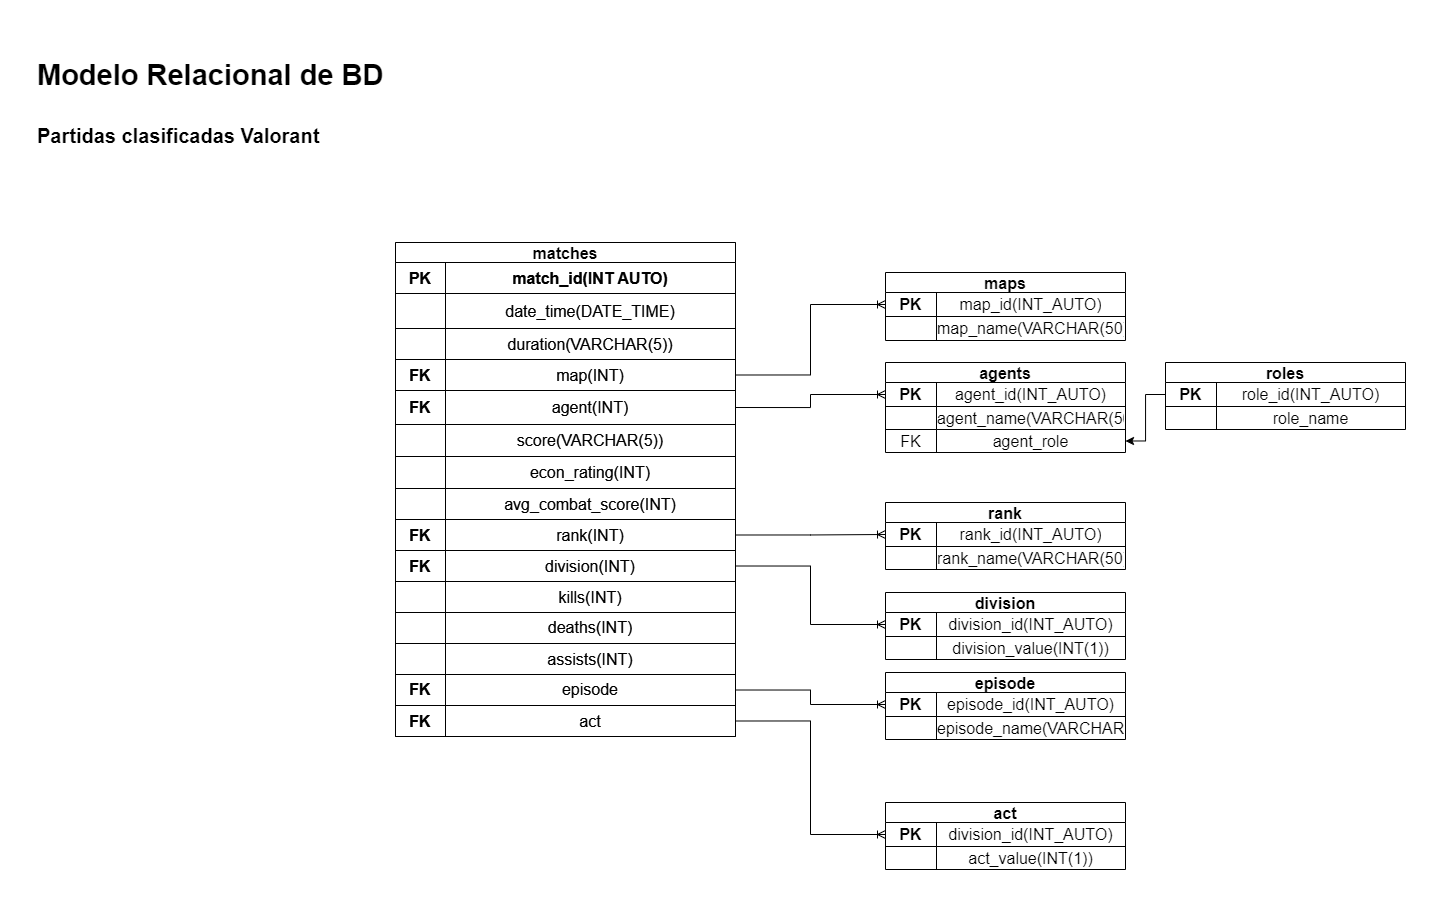 Modelo Relacional de BD
Partidas clasificadas Valorant
matches
PK match_id(INT AUTO)
date_time(DATE_TIME)
duration(VARCHAR(5))
FK map(INT)
FK agent(INT)
score(VARCHAR(5))
econ_rating(INT)
avg_combat_score(INT)
FK rank(INT)
FK division(INT)
kills(INT)
deaths(INT)
assists(INT)
FK episode
FK act
maps
PK map_id(INT_AUTO)
map_name(VARCHAR(50
agents
PK agent_id(INT_AUTO)
agent_name(VARCHAR(5
FK agent_role
roles
PK role_id(INT_AUTO)
role_name
rank
PK rank_id(INT_AUTO)
rank_name(VARCHAR(50
division
PK division_id(INT_AUTO)
division_value(INT(1))
episode
PK episode_id(INT_AUTO)
episode_name(VARCHAR
act
PK division_id(INT_AUTO)
act_value(INT(1))